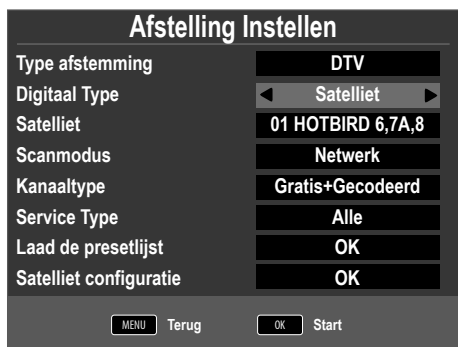 Afstelling Instellen
Type afstemming DTV
Digitaal Type Satelliet
Satelliet 01 HOTBIRD 6,7A,8
Scanmodus Netwerk
Kanaaltype Gratis+Gecodeerd
Service Type Alle
Laad de presetlijst OK
Satelliet configuratie OK
MENU Terug OK Start